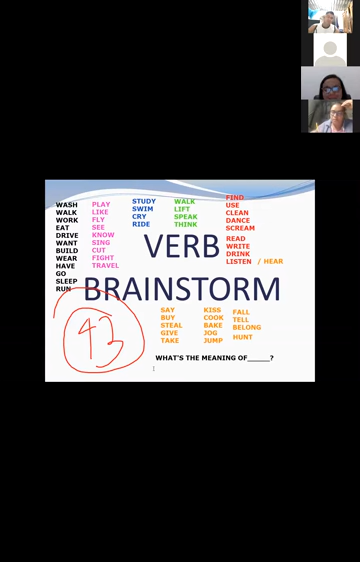 WASH
WALK
WORK
EAT
DRIVE
WANT
BUILD
WEAR
HAVE
GO
SLEEP
RUN
PLAY
LIKE
FLY
SEE
KNOW
SING
CUT
FIGHT
TRAVEL
STUDY
SWIM
CRY
RIDE
WALK
LIFT
SPEAK
THINK
FIND
USE
CLEAN
DANCE
SCREAM
READ
WRITE
DRINK
LISTEN / HEAR
VERB
BRAINSTORM
43
SAY
BUY
STEAL
GIVE
TAKE
KISS
COOK
BAKE
JOG
JUMP
FALL
TELL
BELONG
HUNT
WHAT'S THE MEANING OF_____?